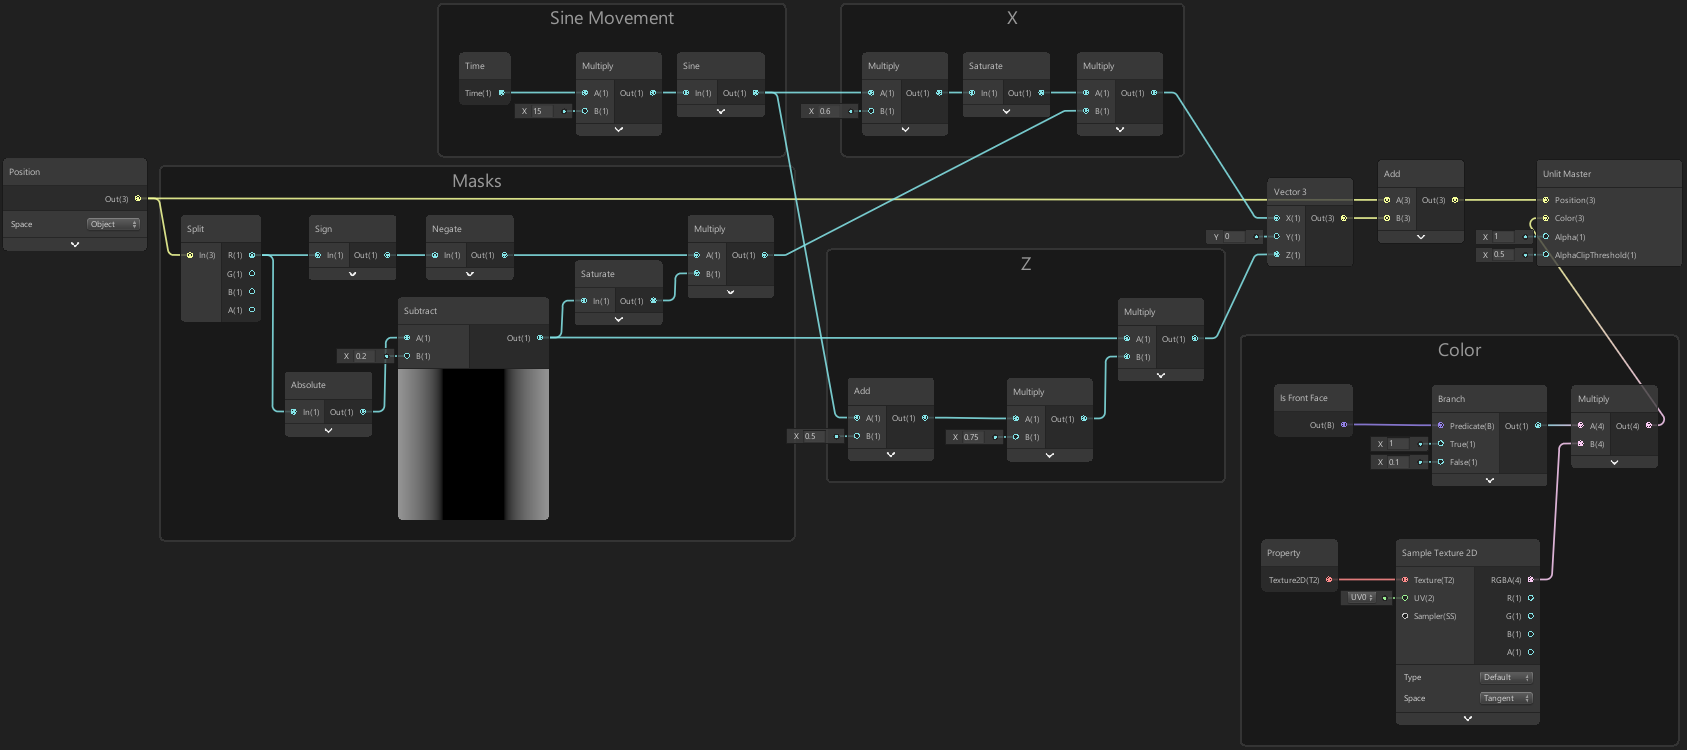 Sine Movement
Time
Time(1)
Multiply
A(1) Out(1)
X 15 B(1)
Sine
In(1) Out(1)
X
Multiply
A(1) Out(1)
X 0.6 B(1)
Saturate
In(1) Out(1)
Multiply
A(1) Out(1)
B(1)
Position
Out(3)
Space Object
Masks
Split
In(3) R(1)
G(1)
B(1)
A(1)
Sign
In(1) Out(1)
Negate
In(1) Out(1)
Multiply
A(1) Out(1)
B(1)
Saturate
In(1) Out(1)
Subtract
A(1) Out(1)
X 0.2 B(1)
Absolute
In(1) Out(1)
Z
Add
A(1) Out(1)
X 0.5 B(1)
Multiply
A(1) Out(1)
X 0.75 B(1)
Multiply
A(1) Out(1)
B(1)
Vector 3
X(1) Out(3)
Y 0 Y(1)
Z(1)
Add
A(3) Out(3)
B(3)
Unlit Master
Position(3)
Color(3)
X 1 Alpha(1)
X 0.5 AlphaClipThreshold(1)
Color
Is Front Face
Out(B)
Branch
Predicate(B) Out(1)
X 1 True(1)
X 0.1 False(1)
Multiply
A(4) Out(4)
B(4)
Property
Texture2D(T2)
Sample Texture 2D
Texture(T2) RGBA(4)
UV0 UV(2) R(1)
Sampler(SS) G(1)
B(1)
A(1)
Type Default
Space Tangent